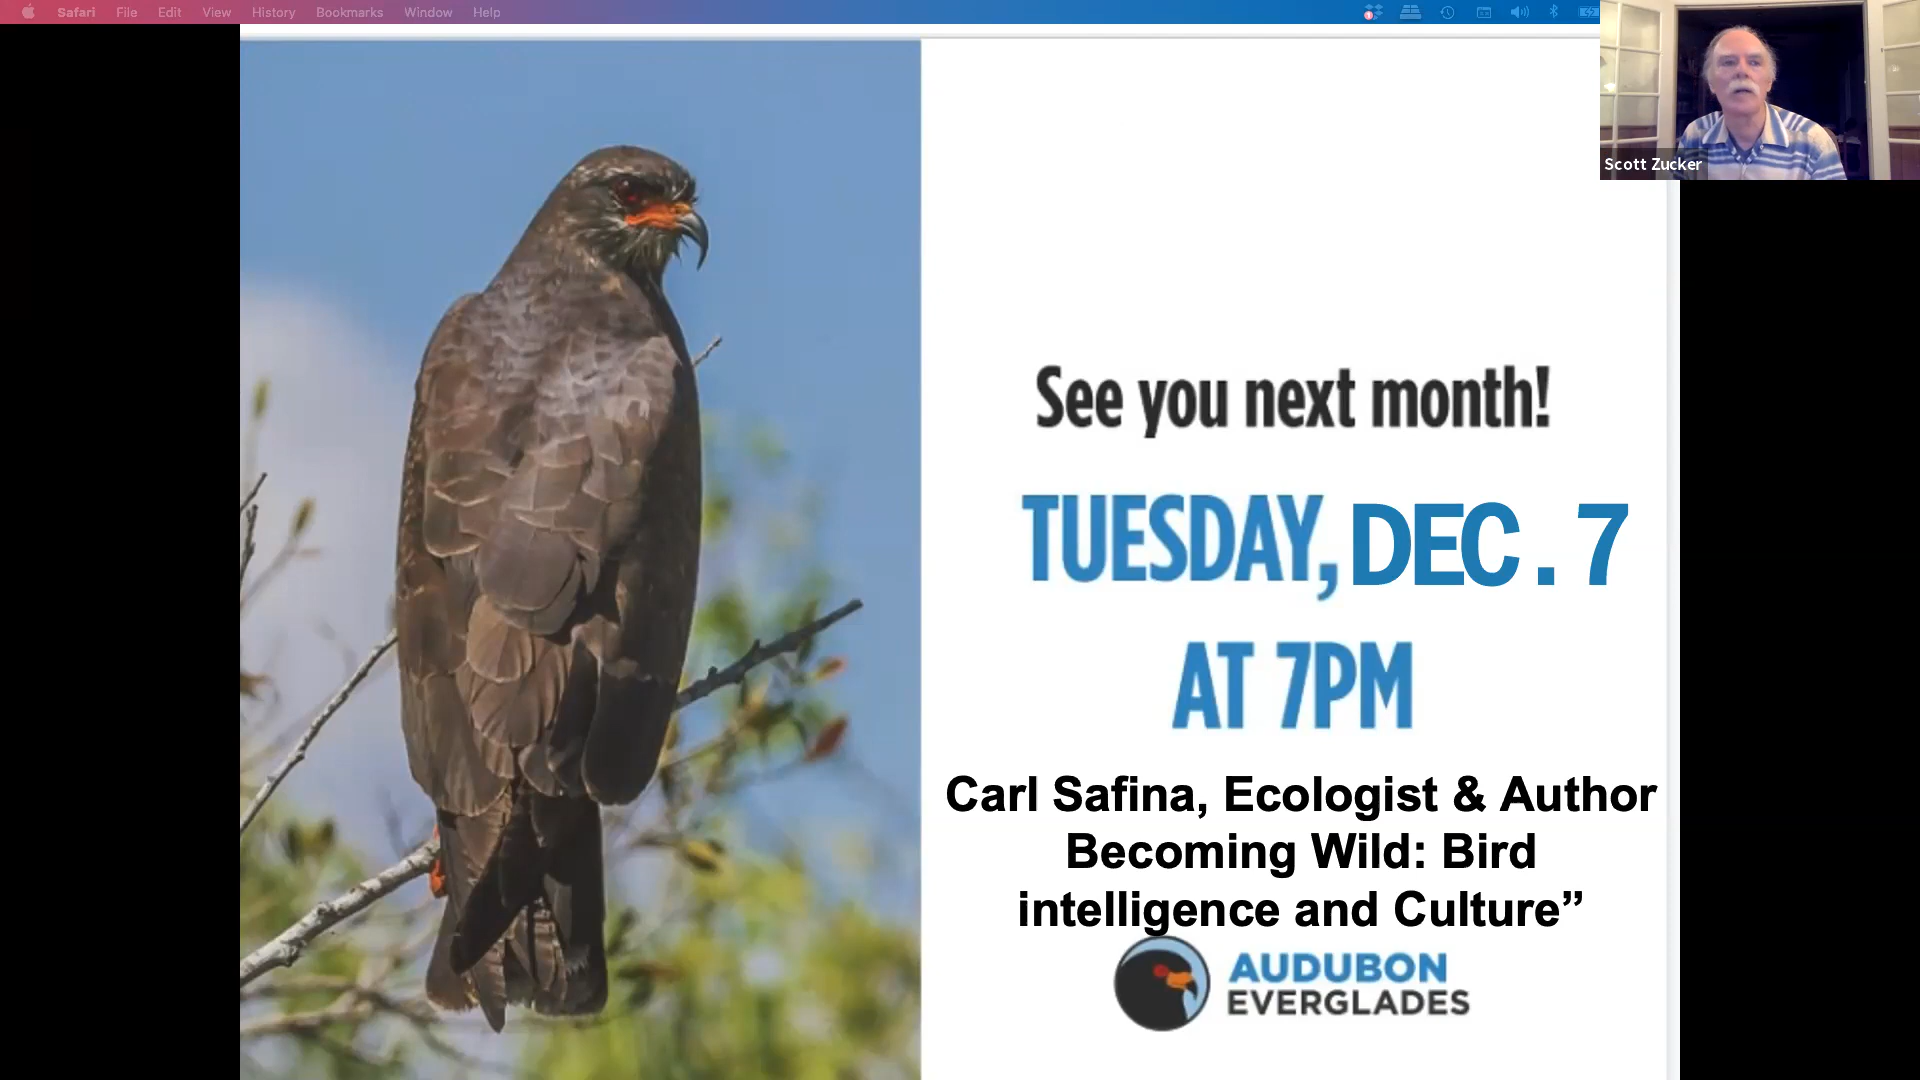 Safari File Edit View History Bookmarks Window Help
Scott Zucker
See you next month!
TUESDAY, DEC. 7
AT 7PM
Carl Safina, Ecologist & Author
Becoming Wild: Bird
intelligence and Culture”
AUDUBON
EVERGLADES